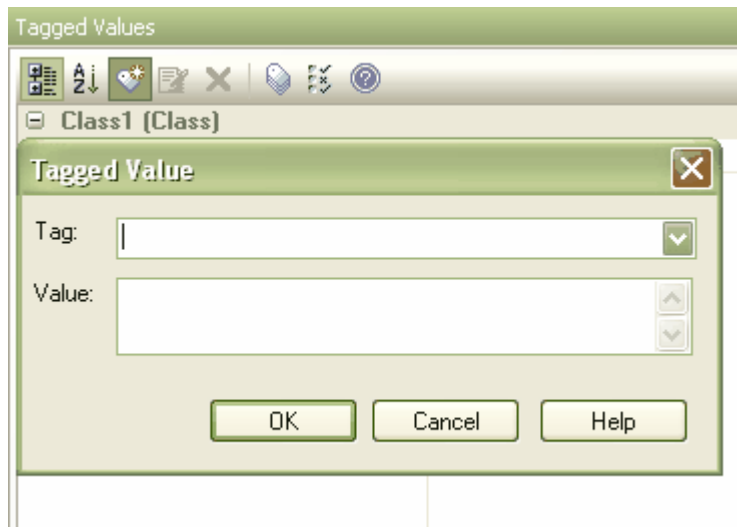 Tagged Values
Class1 (Class)
Tagged Value
Tag:
Value:
OK Cancel Help